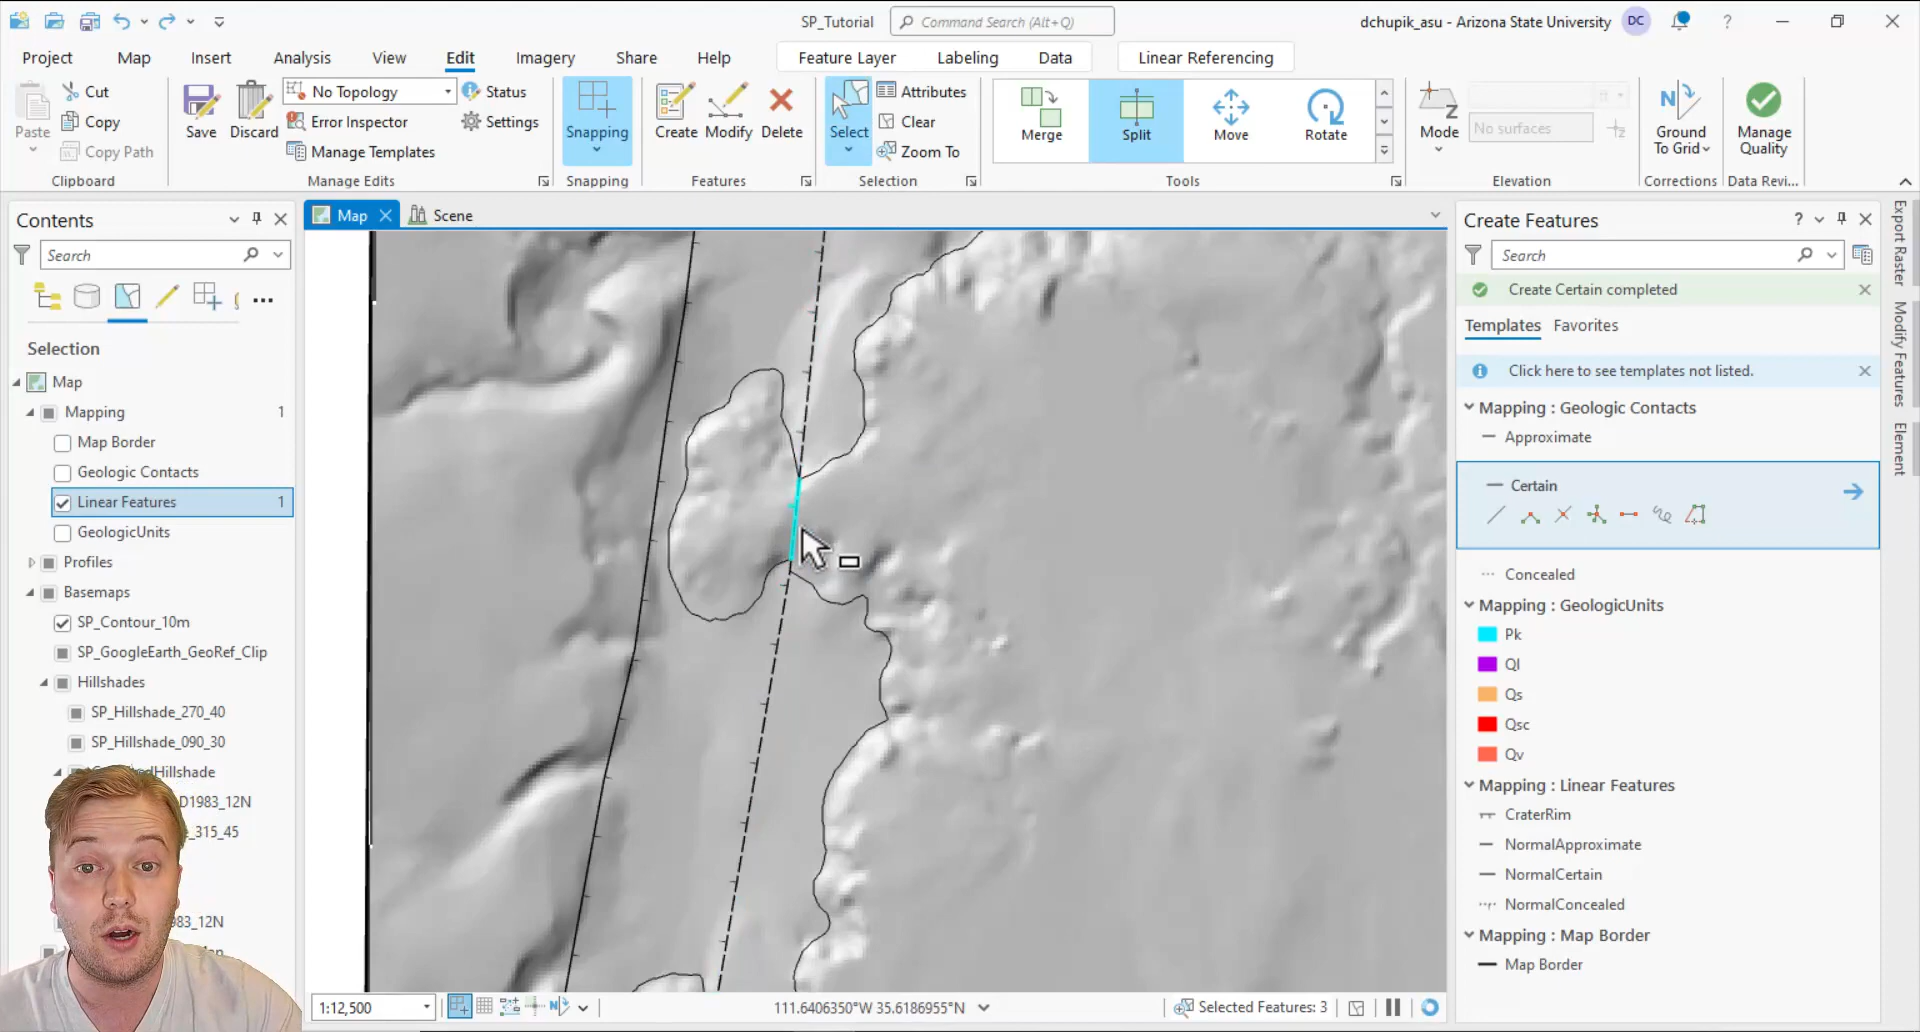 SP_Tutorial
Command Search (Alt+Q)
dchupik_asu - Arizona State University
DC
?
Project
Map
Insert
Analysis
View
Edit
Imagery
Share
Help
Feature Layer
Labeling
Data
Linear Referencing
Paste
Cut
Copy
Copy Path
Clipboard
Save
Discard
No Topology
Error Inspector
Manage Templates
Status
Settings
Manage Edits
Snapping
Snapping
Create
Modify
Delete
Features
Select
Attributes
Clear
Zoom To
Selection
Merge
Split
Move
Rotate
Tools
Mode
No surfaces
ft
Elevation
Ground
To Grid
Corrections
Manage
Quality
Data Revi...
Contents
Search
Selection
Map
Mapping 1
Map Border
Geologic Contacts
Linear Features 1
GeologicUnits
Profiles
Basemaps
SP_Contour_10m
SP_GoogleEarth_GeoRef_Clip
Hillshades
SP_Hillshade_270_40
SP_Hillshade_090_30
Hillshade
D1983_12N
_315_45
983_12N
Map
Scene
1:12,500
111.6406350°W 35.6186955°N
Selected Features: 3
Create Features
?
Search
Create Certain completed
Templates
Favorites
Click here to see templates not listed.
Mapping : Geologic Contacts
Approximate
Certain
Concealed
Mapping : GeologicUnits
Pk
Ql
Qs
Qsc
Qv
Mapping : Linear Features
CraterRim
NormalApproximate
NormalCertain
NormalConcealed
Mapping : Map Border
Map Border
Export Raster
Modify Features
Element